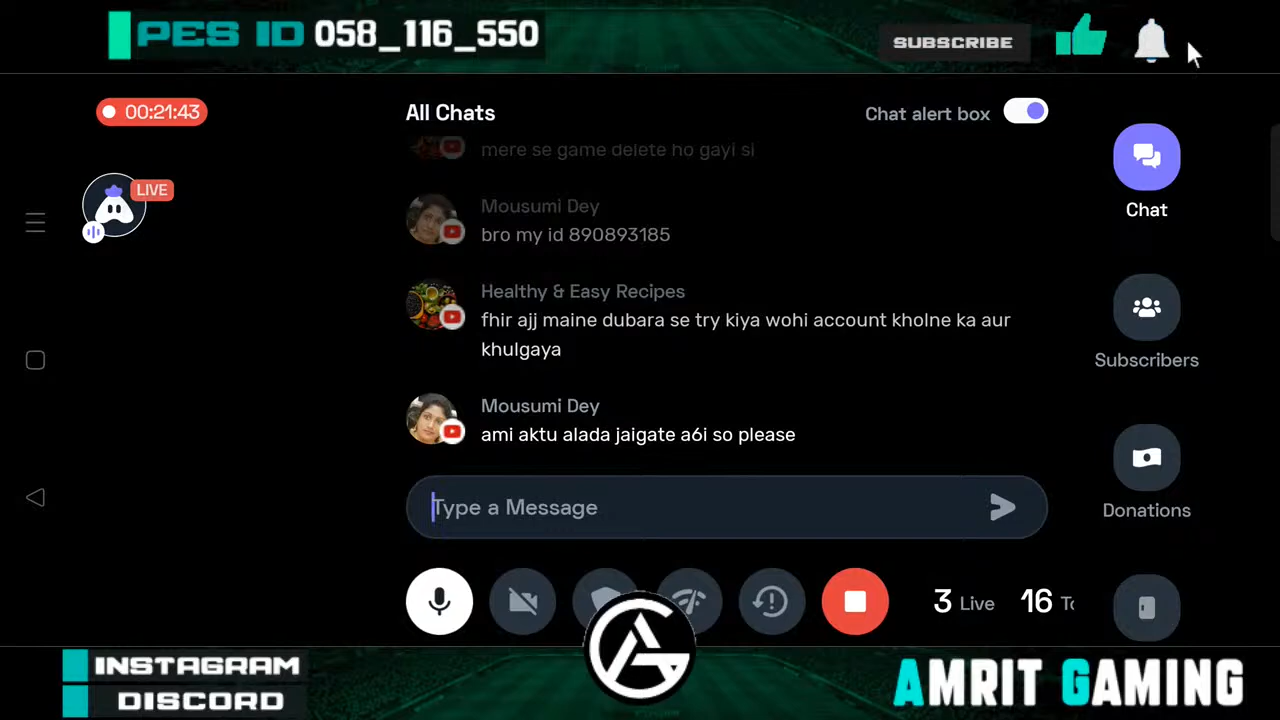 PES ID 058_116_550
SUBSCRIBE
00:21:43
All Chats
Chat alert box
LIVE
mere se game delete ho gayi si
Chat
Mousumi Dey
bro my id 890893185
Healthy & Easy Recipes
fhir ajj maine dubara se try kiya wohi account kholne ka aur
khulgaya
Subscribers
Mousumi Dey
ami aktu alada jaigate a6i so please
Type a Message
Donations
3 Live 16
INSTAGRAM
DISCORD
AMRIT GAMING